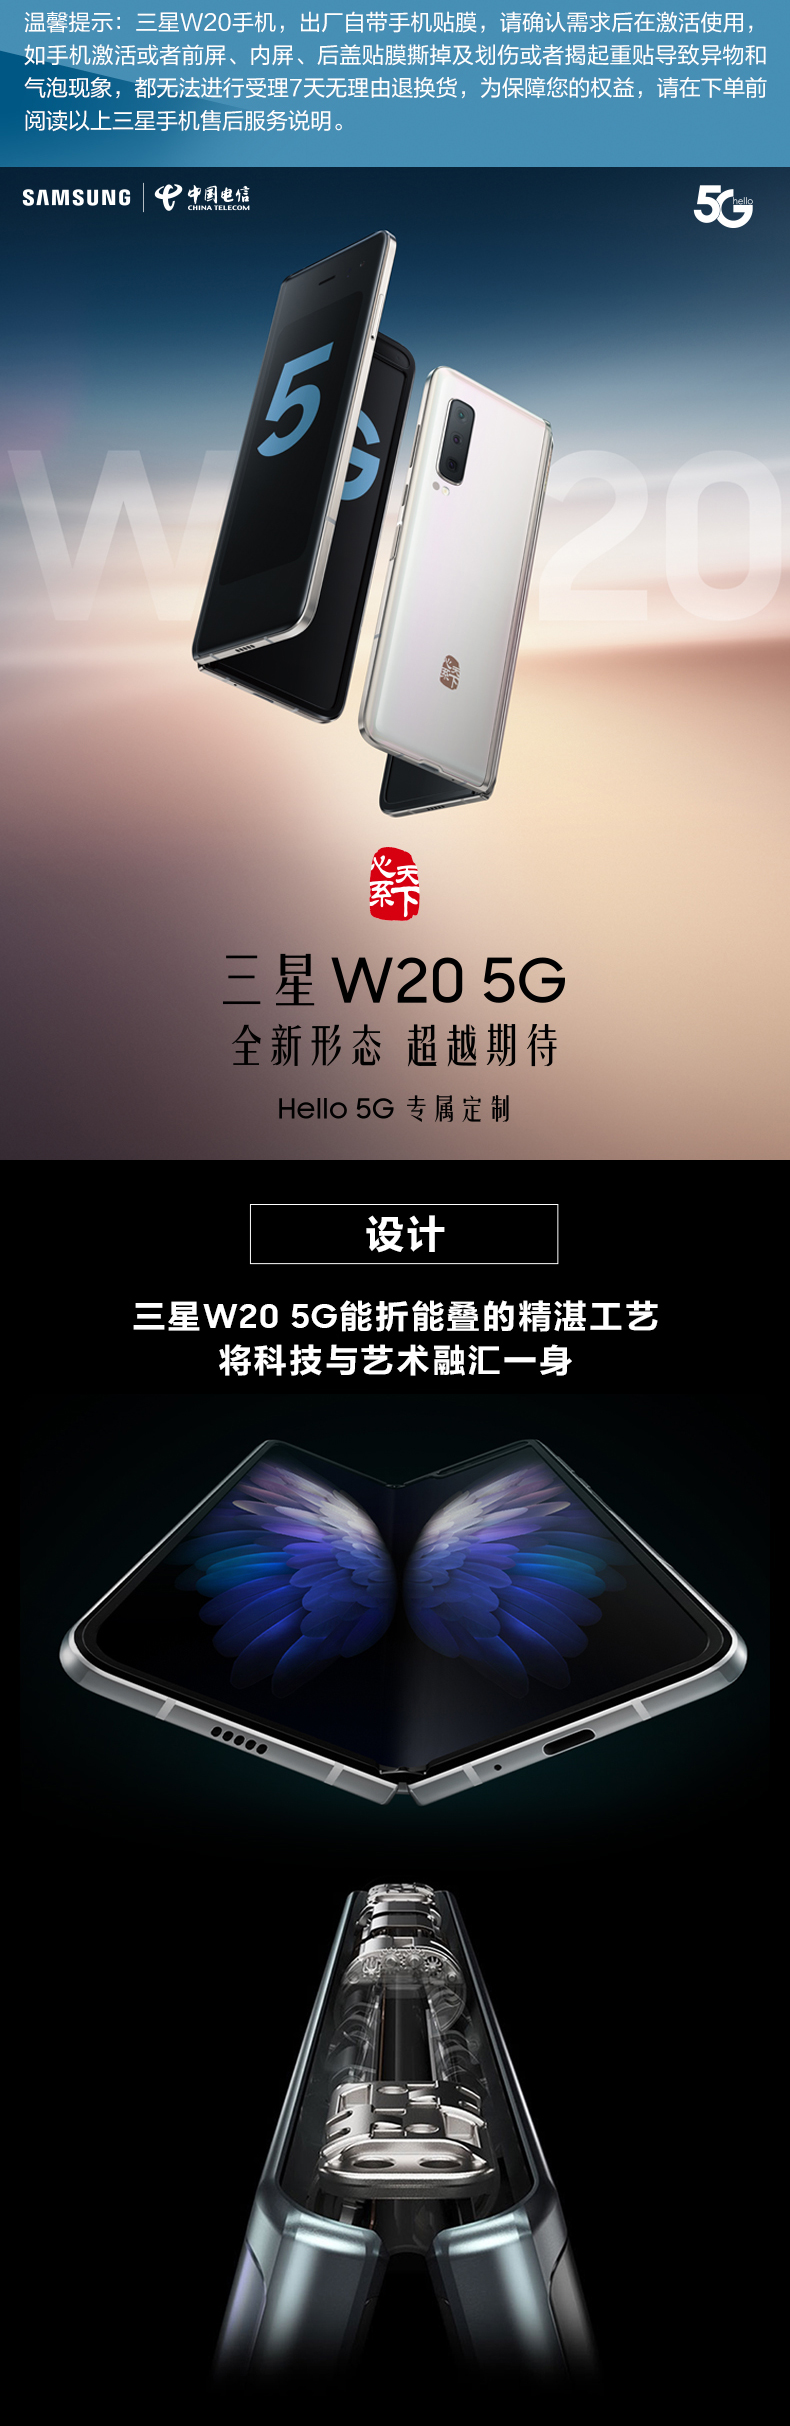 温馨提示：三星W20手机，出厂自带手机贴膜，请确认需求后在激活使用，
如手机激活或者前屏、内屏、后盖贴膜撕掉及划伤或者揭起重贴导致异物和
气泡现象，都无法进行受理7天无理由退换货，为保障您的权益，请在下单前
阅读以上三星手机售后服务说明。
SAMSUNG 中国电信
CHINA TELECOM
5G hello
5G
W20
心系天下
心系天下
三星 W20 5G
全新形态 超越期待
Hello 5G 专属定制
设计
三星W20 5G能折能叠的精湛工艺
将科技与艺术融汇一身